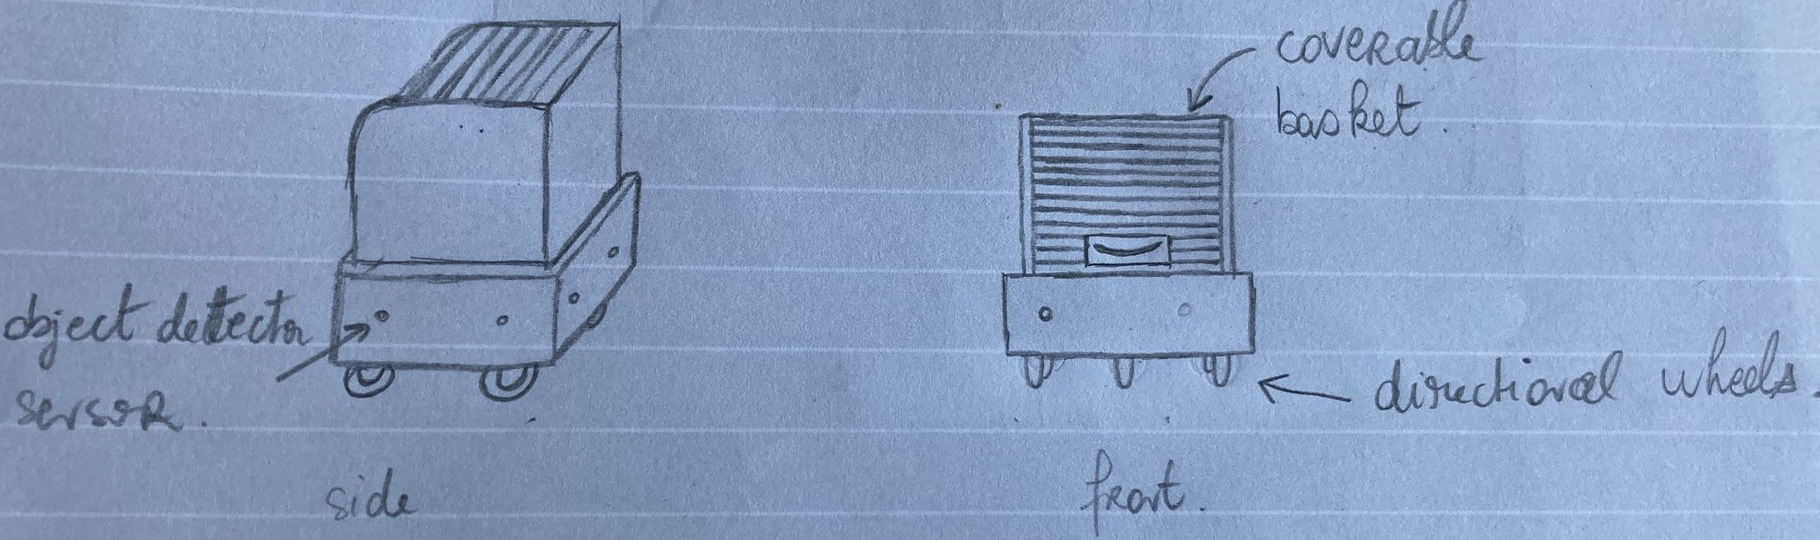 coverable
basket.
object detector
sensor.
directional wheels.
side
front.